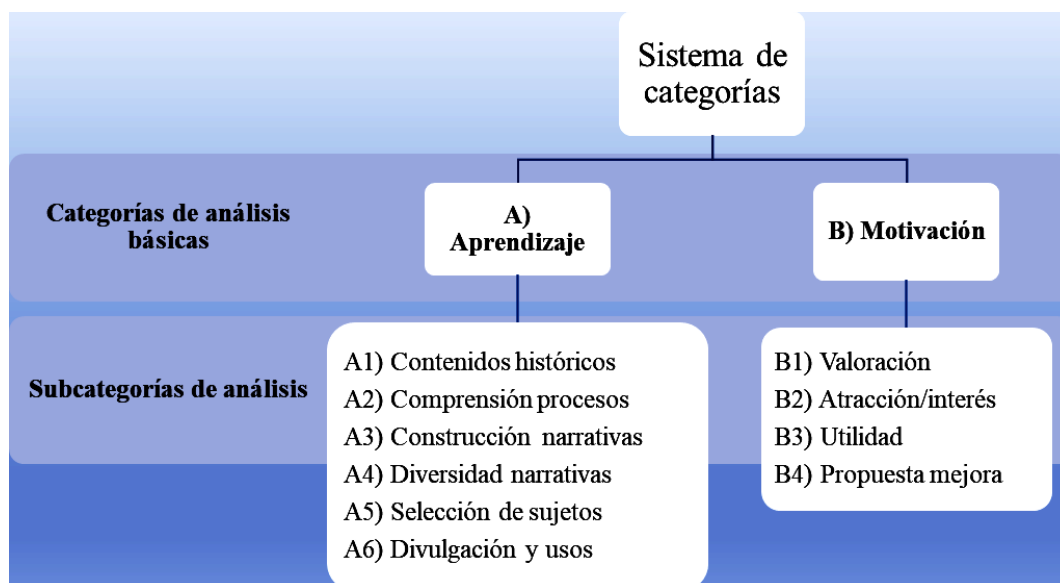 Sistema de
categorías
Categorías de análisis
básicas
A)
Aprendizaje
B) Motivación
Subcategorías de análisis
A1) Contenidos históricos
A2) Comprensión procesos
A3) Construcción narrativas
A4) Diversidad narrativas
A5) Selección de sujetos
A6) Divulgación y usos
B1) Valoración
B2) Atracción/interés
B3) Utilidad
B4) Propuesta mejora